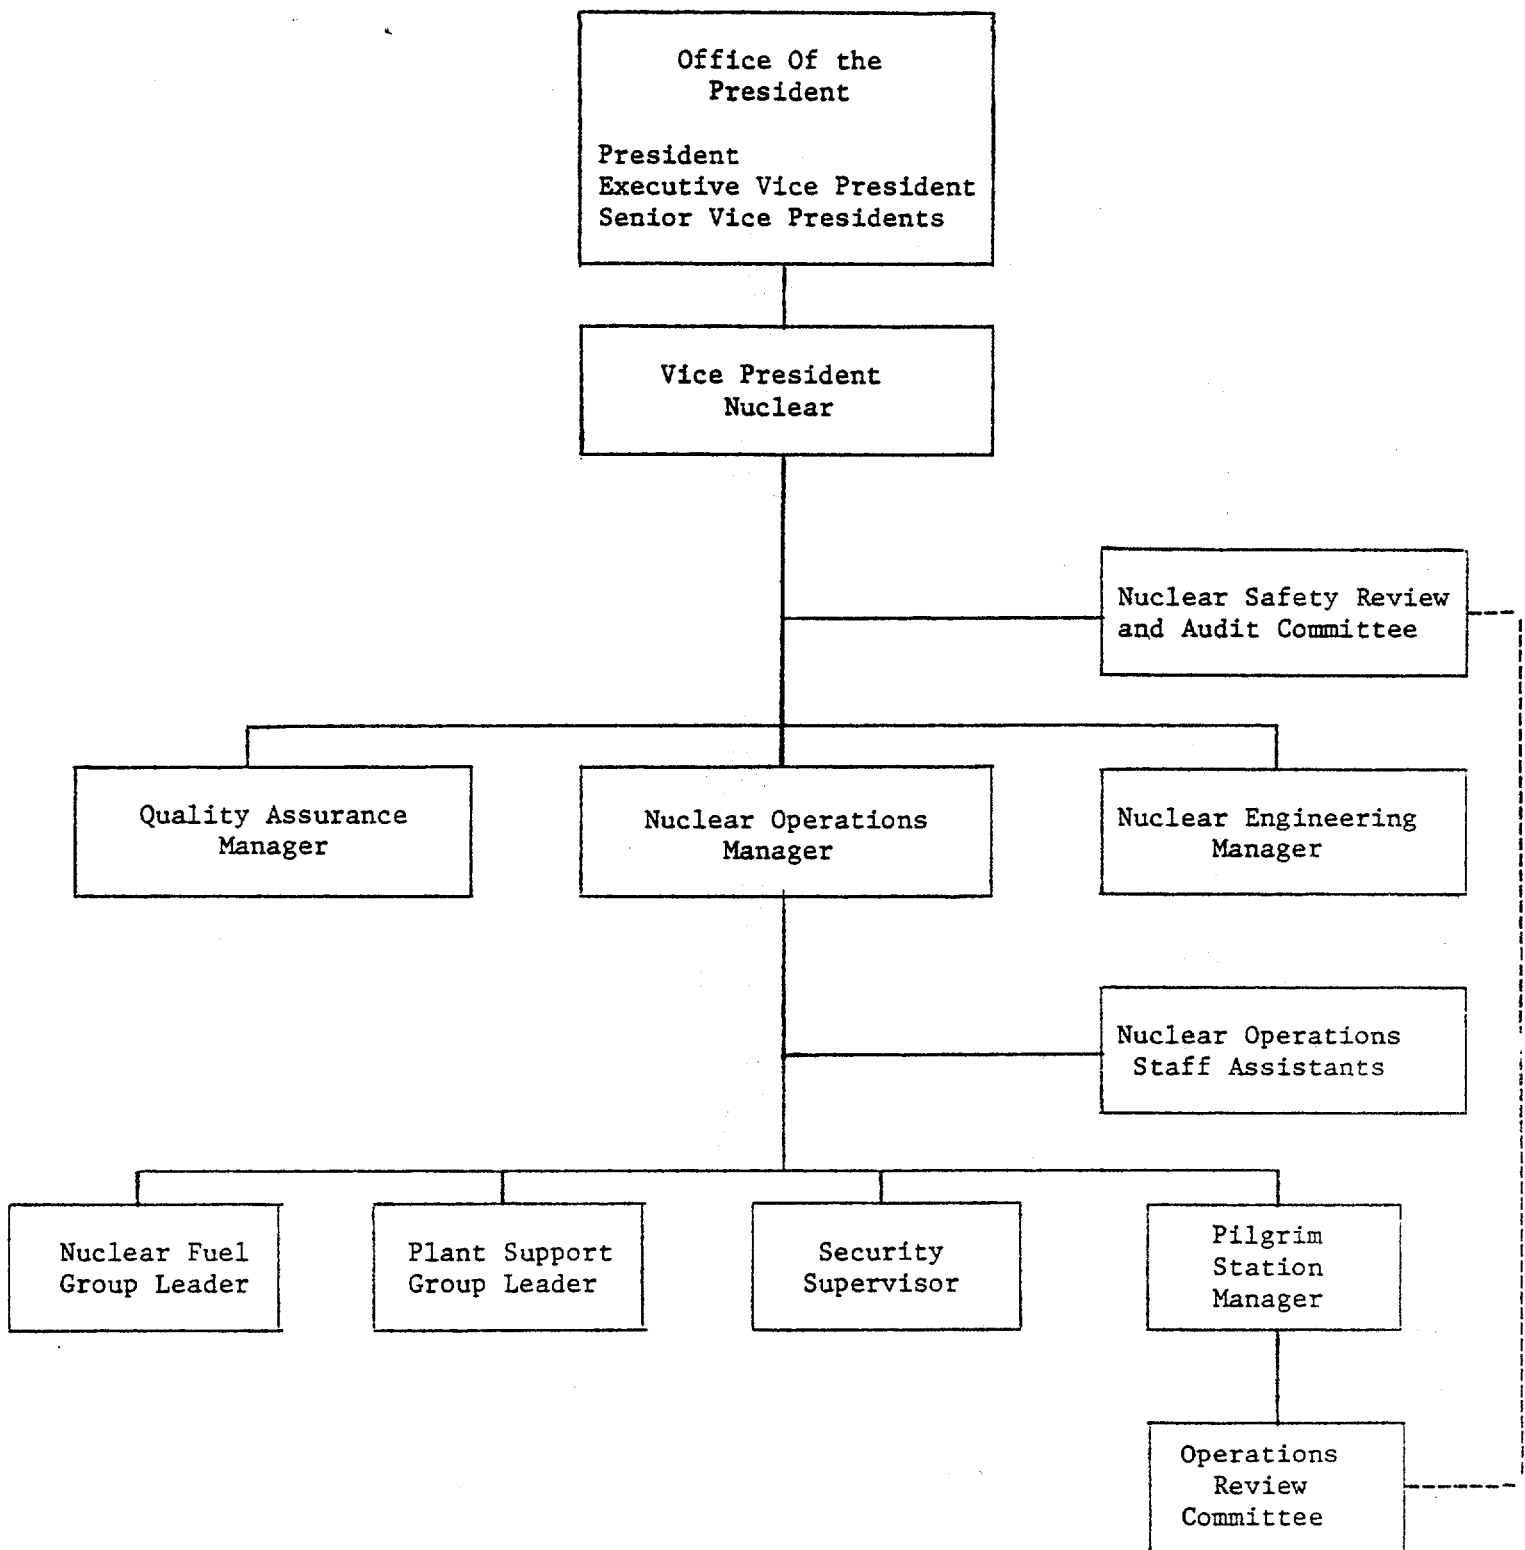 Office Of the
President
President
Executive Vice President
Senior Vice Presidents
Vice President
Nuclear
Nuclear Safety Review
and Audit Committee
Quality Assurance
Manager
Nuclear Operations
Manager
Nuclear Engineering
Manager
Nuclear Operations
Staff Assistants
Nuclear Fuel
Group Leader
Plant Support
Group Leader
Security
Supervisor
Pilgrim
Station
Manager
Operations
Review
Committee